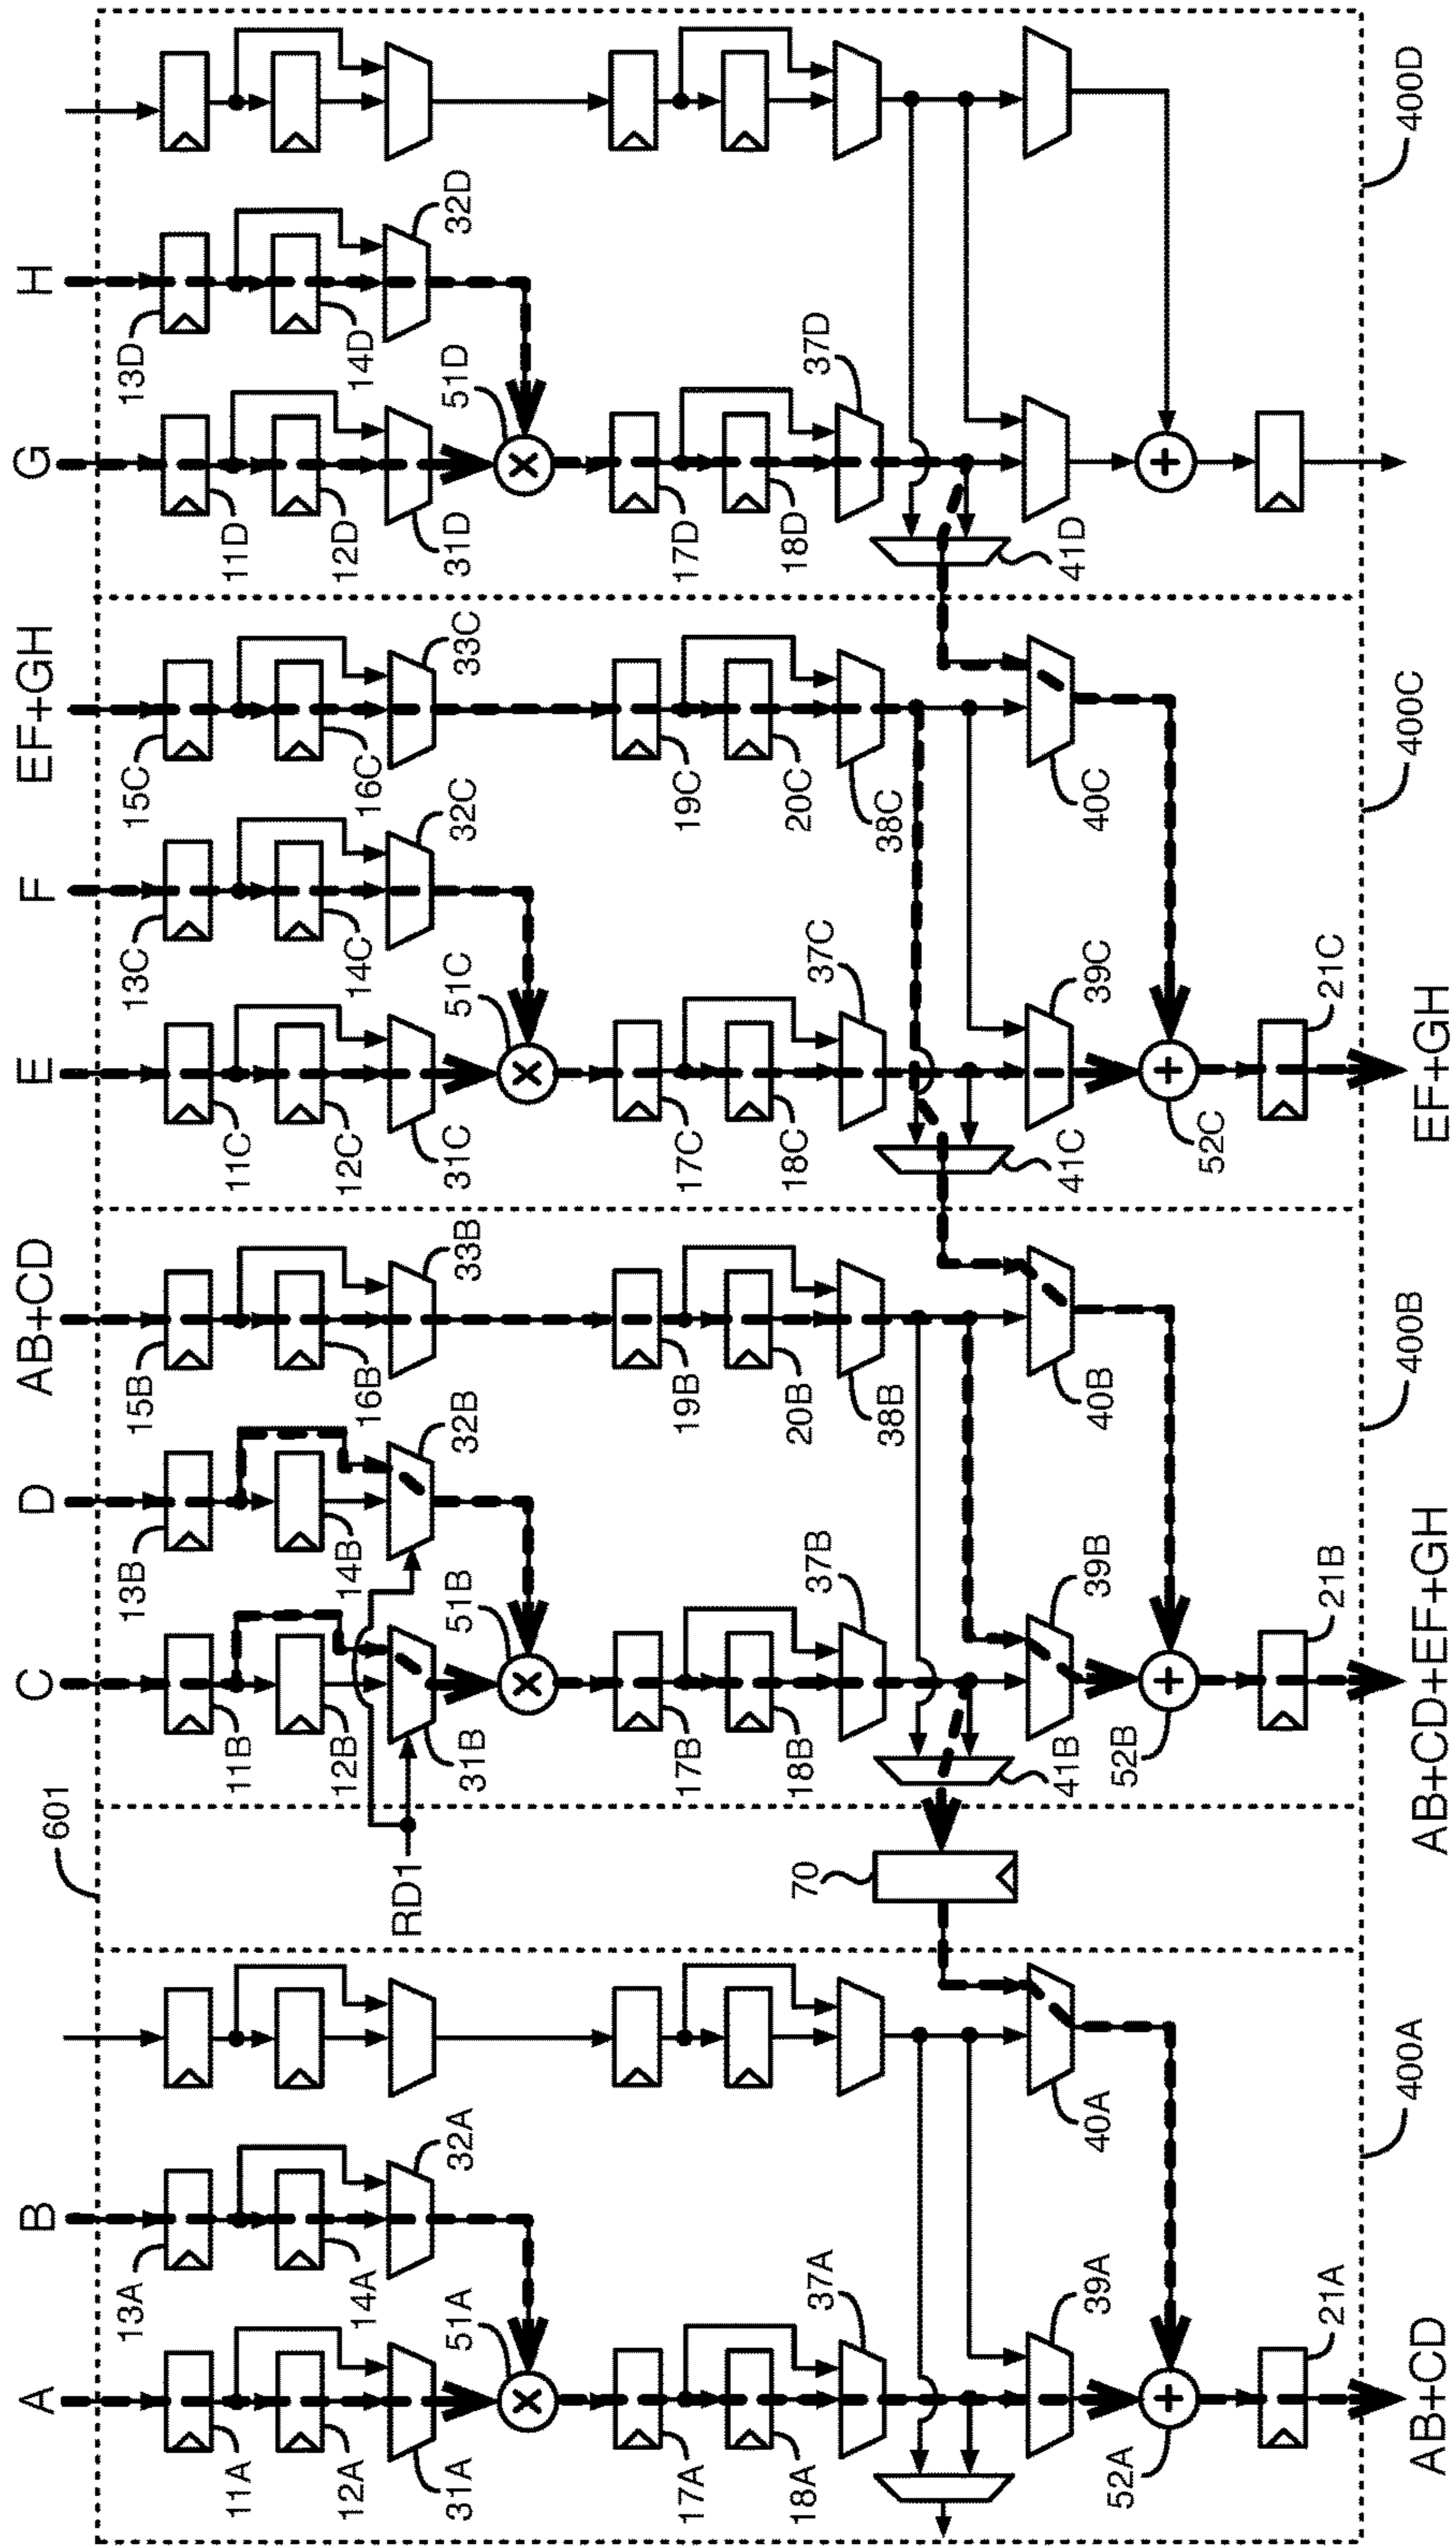 A
B
C
D
AB+CD
E
F
EF+GH
G
H
601
13A
13B
15B
13C
15C
13D
11A
11B
11C
11D
12A
14A
12B
14B
16B
12C
14C
16C
12D
14D
RD1
31A
32A
31B
32B
33B
31C
32C
33C
31D
32D
51A
51B
51C
51D
17A
17B
19B
17C
19C
17D
18A
18B
20B
18C
20C
18D
37A
37B
37C
37D
70
38B
38C
41B
41C
41D
39A
40A
39B
40B
39C
40C
52A
52B
52C
21A
21B
21C
400A
400B
400C
400D
AB+CD
AB+CD+EF+GH
EF+GH